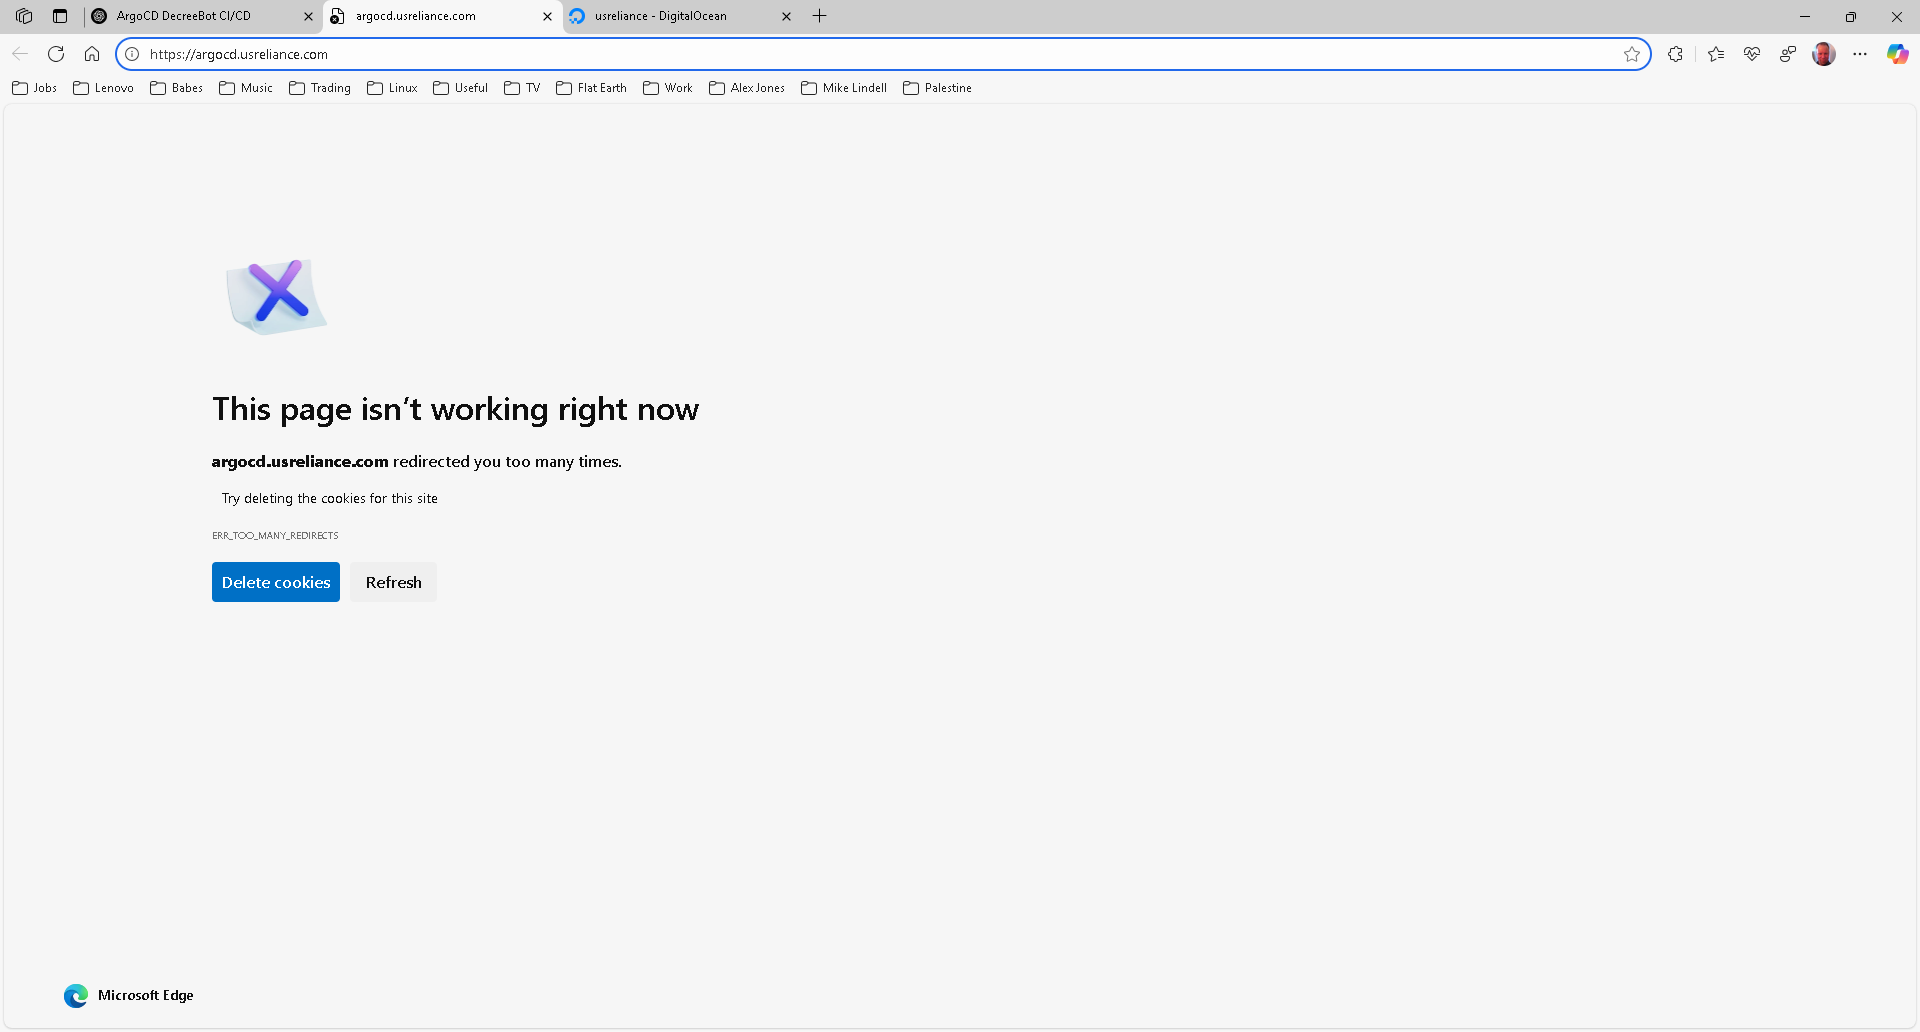 ArgoCD DecreeBot CI/CD
argocd.usreliance.com
usreliance - DigitalOcean
https://argocd.usreliance.com
Jobs
Lenovo
Babes
Music
Trading
Linux
Useful
TV
Flat Earth
Work
Alex Jones
Mike Lindell
Palestine
This page isn’t working right now
argocd.usreliance.com redirected you too many times.
Try deleting the cookies for this site
ERR_TOO_MANY_REDIRECTS
Delete cookies
Refresh
Microsoft Edge